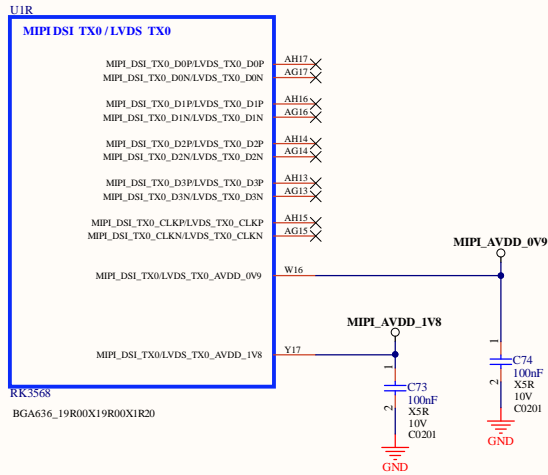 U1R
MIPI DSI TX0 / LVDS TX0
MIPI_DSI_TX0_D0P/LVDS_TX0_D0P AH17
MIPI_DSI_TX0_D0N/LVDS_TX0_D0N AG17
MIPI_DSI_TX0_D1P/LVDS_TX0_D1P AH16
MIPI_DSI_TX0_D1N/LVDS_TX0_D1N AG16
MIPI_DSI_TX0_D2P/LVDS_TX0_D2P AH14
MIPI_DSI_TX0_D2N/LVDS_TX0_D2N AG14
MIPI_DSI_TX0_D3P/LVDS_TX0_D3P AH13
MIPI_DSI_TX0_D3N/LVDS_TX0_D3N AG13
MIPI_DSI_TX0_CLKP/LVDS_TX0_CLKP AH15
MIPI_DSI_TX0_CLKN/LVDS_TX0_CLKN AG15
MIPI_AVDD_0V9
MIPI_DSI_TX0/LVDS_TX0_AVDD_0V9 W16
MIPI_AVDD_1V8
MIPI_DSI_TX0/LVDS_TX0_AVDD_1V8 Y17
1
C74
100nF
2
X5R
10V
C0201
GND
1
C73
100nF
2
X5R
10V
C0201
GND
RK3568
BGA636_19R00X19R00X1R20